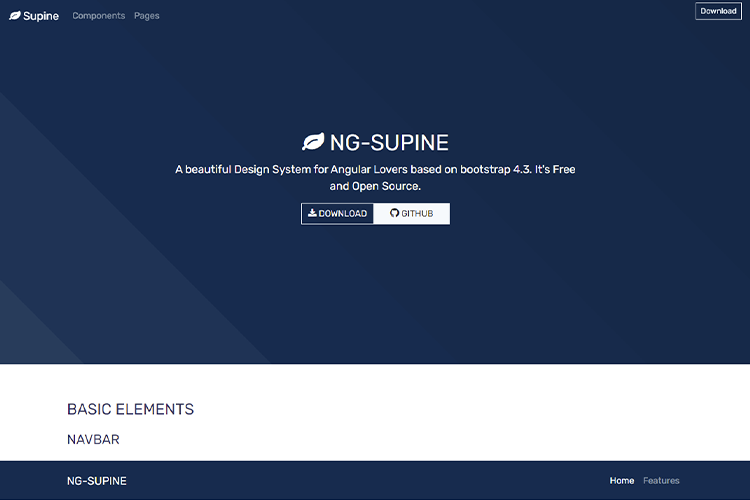 Supine Components Pages Download
NG-SUPINE
A beautiful Design System for Angular Lovers based on bootstrap 4.3. It's Free
and Open Source.
DOWNLOAD GITHUB
BASIC ELEMENTS
NAVBAR
NG-SUPINE Home Features